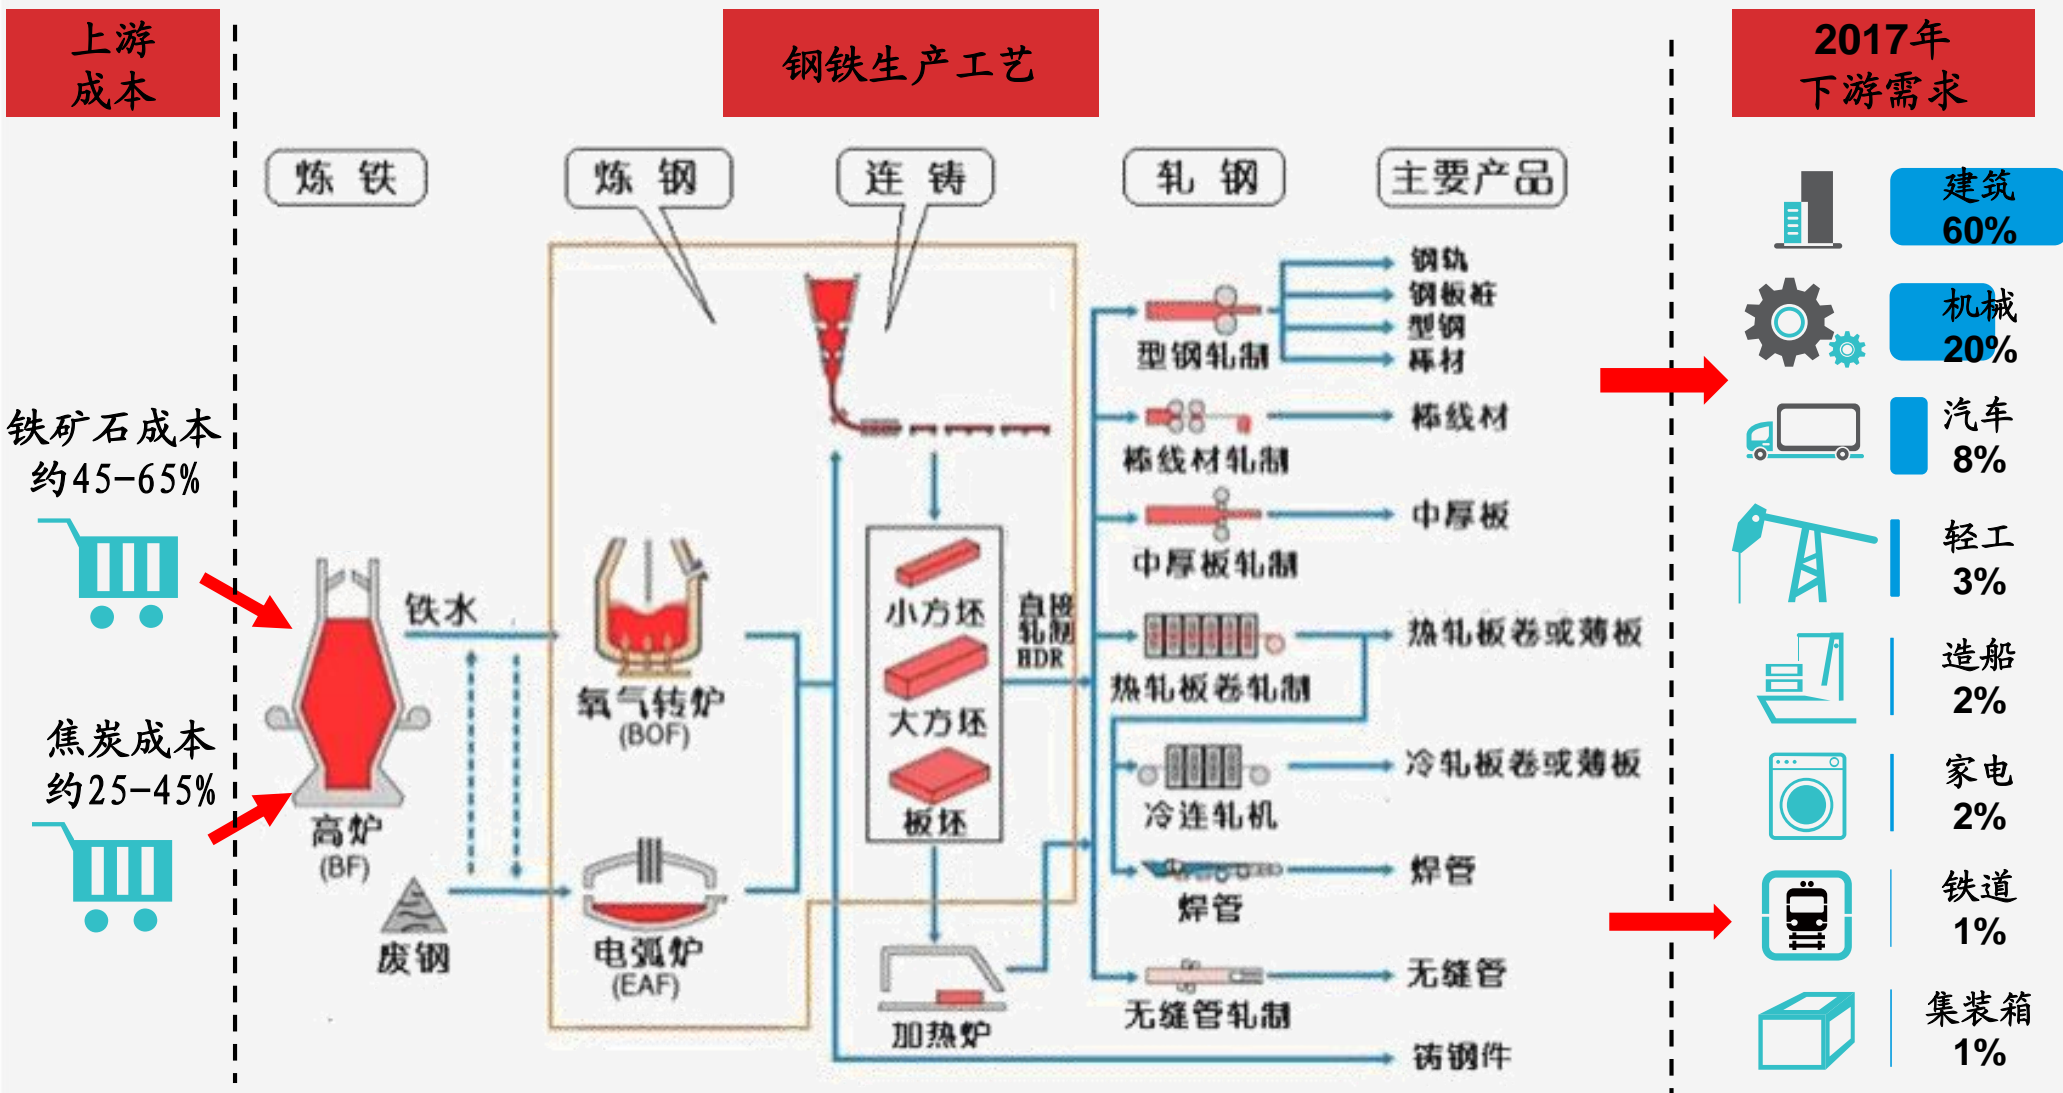 上游
成本
钢铁生产工艺
2017年
下游需求
炼铁
炼钢
连铸
轧钢
主要产品
铁矿石成本
约45-65%
焦炭成本
约25-45%
铁水
高炉
(BF)
废钢
氧气转炉
(BOF)
电弧炉
(EAF)
小方坯
大方坯
板坯
直接
轧制
HDR
加热炉
型钢轧制
棒线材轧制
中厚板轧制
热轧板卷轧制
冷连轧机
焊管
无缝管轧制
钢轨
钢板桩
型钢
棒材
棒线材
中厚板
热轧板卷或薄板
冷轧板卷或薄板
焊管
无缝管
铸钢件
建筑
60%
机械
20%
汽车
8%
轻工
3%
造船
2%
家电
2%
铁道
1%
集装箱
1%